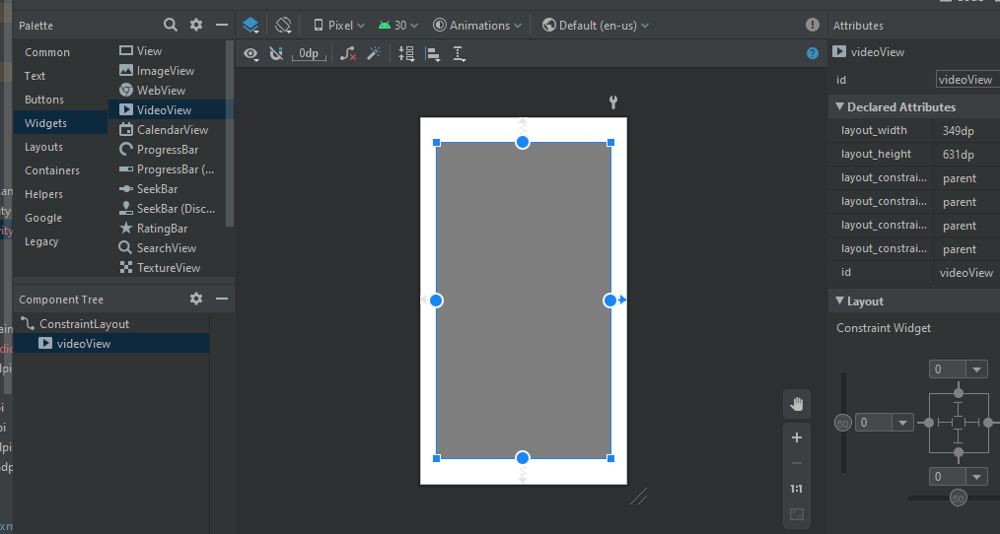 Palette
Common
Text
Buttons
Widgets
Layouts
Containers
Helpers
Google
Legacy
View
ImageView
WebView
VideoView
CalendarView
ProgressBar
ProgressBar (...
SeekBar
SeekBar (Disc...
RatingBar
SearchView
TextureView
Component Tree
ConstraintLayout
videoView
Pixel
30
Animations
Default (en-us)
0dp
1:1
Attributes
videoView
id videoView
Declared Attributes
layout_width 349dp
layout_height 631dp
layout_constrai... parent
layout_constrai... parent
layout_constrai... parent
layout_constrai... parent
id videoView
Layout
Constraint Widget
0
50
0
0
50